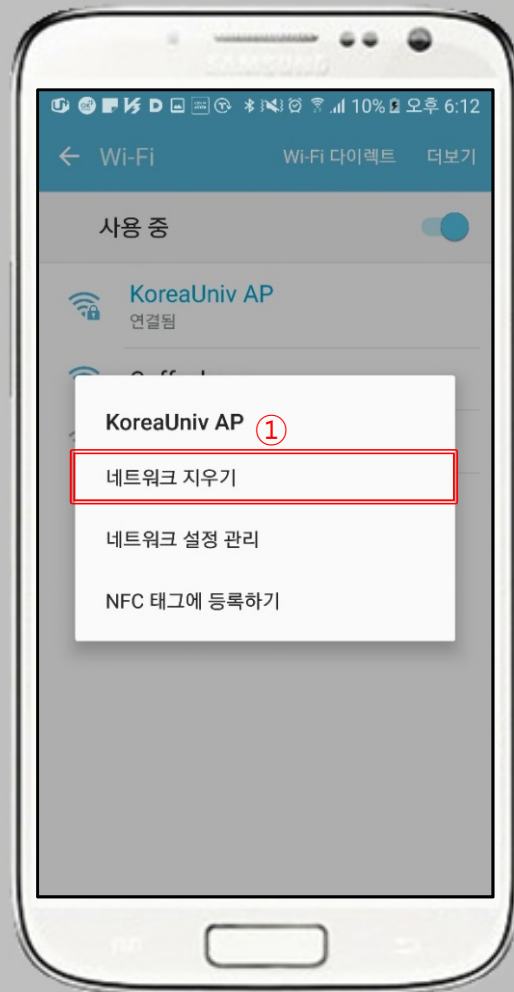 SAMSUNG
10% 오후 6:12
Wi-Fi Wi-Fi 다이렉트 더보기
사용 중
KoreaUniv AP
연결됨
KoreaUniv AP
①
네트워크 지우기
네트워크 설정 관리
NFC 태그에 등록하기